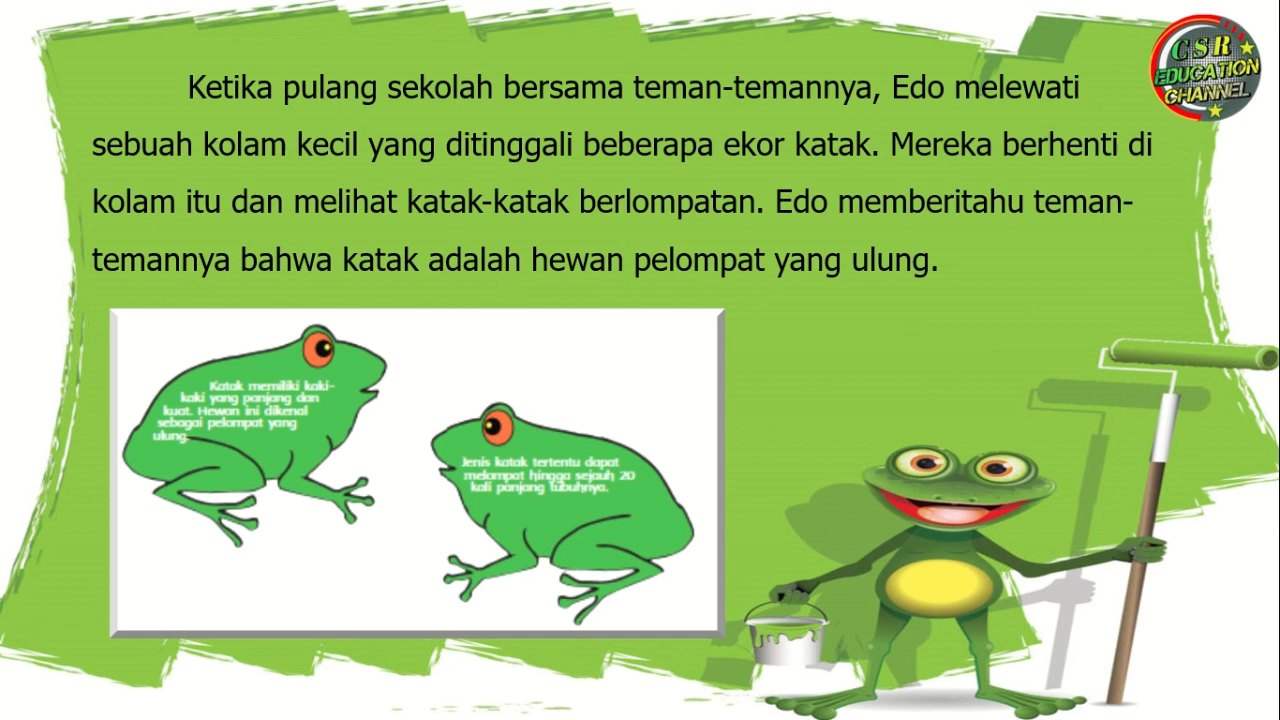 Ketika pulang sekolah bersama teman-temannya, Edo melewati
sebuah kolam kecil yang ditinggali beberapa ekor katak. Mereka berhenti di
kolam itu dan melihat katak-katak berlompatan. Edo memberitahu teman-
temannya bahwa katak adalah hewan pelompat yang ulung.
CSR
EDUCATION
CHANNEL
Katak memiliki kaki-
kaki yang panjang dan
kuat. Hewan ini dikenal
sebagai pelompat yang
ulung.
Jenis katak tertentu dapat
melompat hingga sejauh 20
kali panjang tubuhnya.